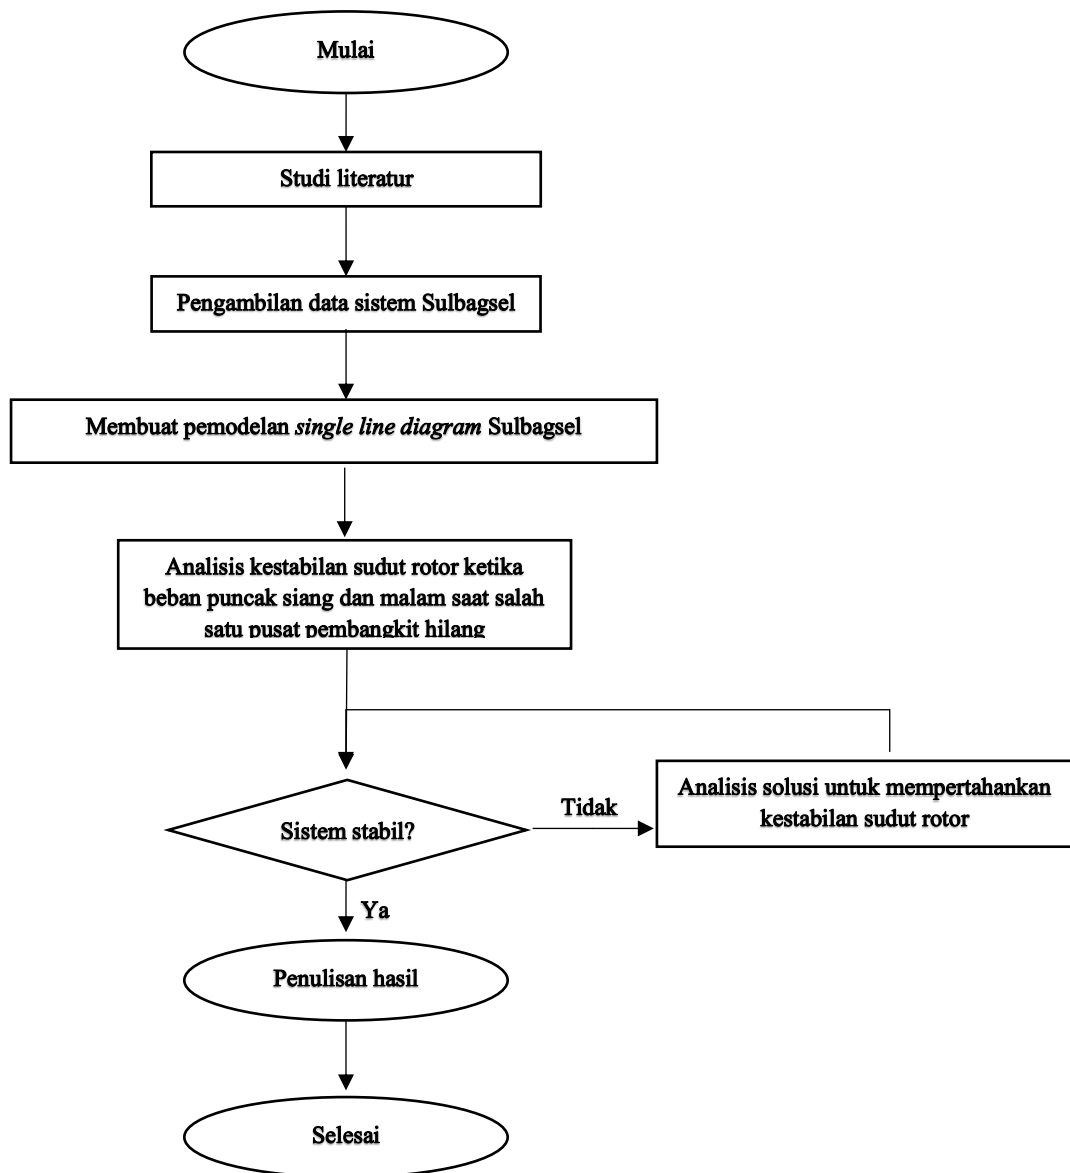 Mulai
Studi literatur
Pengambilan data sistem Sulbagsel
Membuat pemodelan single line diagram Sulbagsel
Analisis kestabilan sudut rotor ketika
beban puncak siang dan malam saat salah
satu pusat pembangkit hilang
Sistem stabil?
Tidak
Analisis solusi untuk mempertahankan
kestabilan sudut rotor
Ya
Penulisan hasil
Selesai